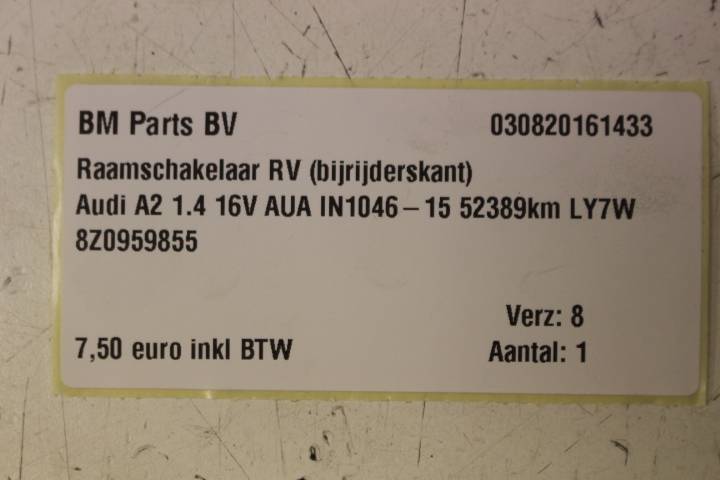 BM Parts BV 030820161433
Raamschakelaar RV (bijrijderskant)
Audi A2 1.4 16V AUA IN1046-15 52389km LY7W
8Z0959855
Verz: 8
7,50 euro inkl BTW Aantal: 1